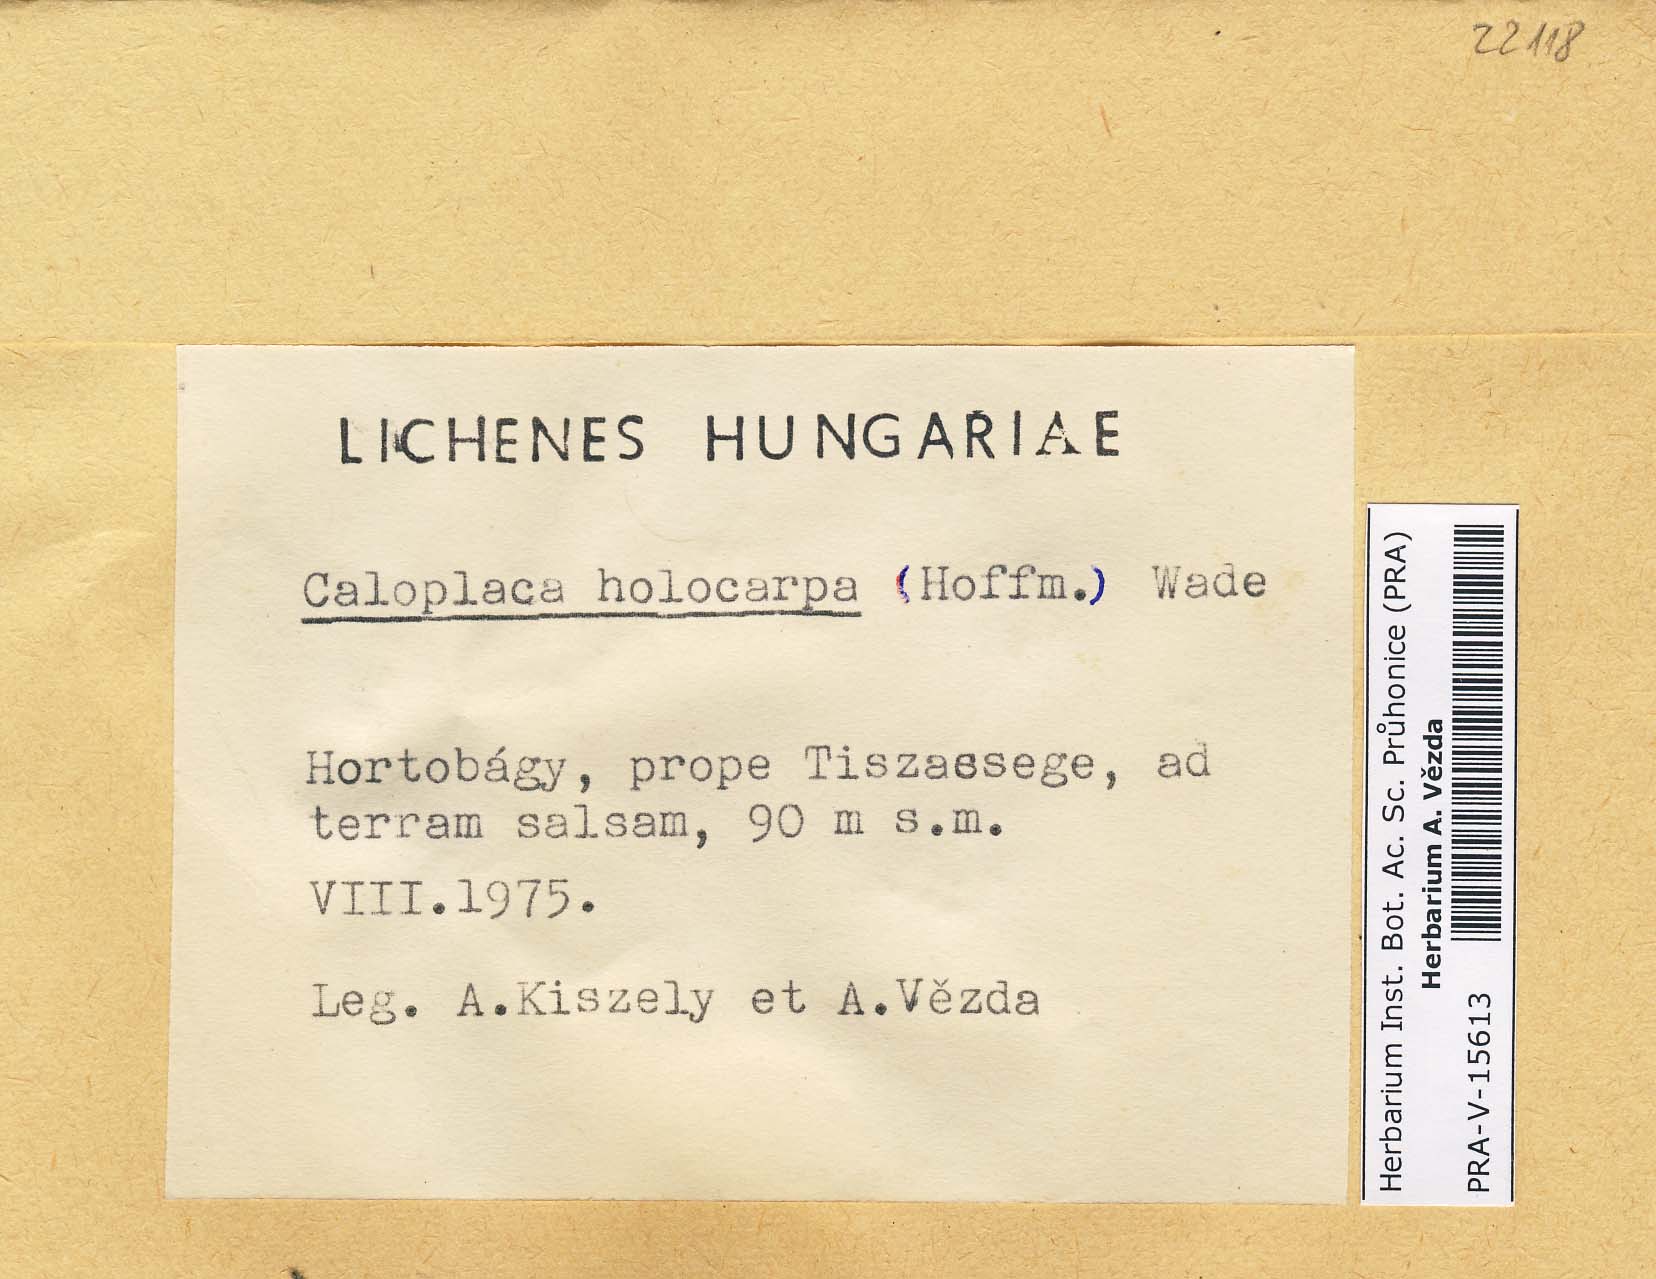 22118
LICHENES HUNGARIAE
Caloplaca holocarpa (Hoffm.) Wade
Hortobágy, prope Tiszacsege, ad
terram salsam, 90 m s.m.
VIII.1975.
Leg. A.Kiszely et A.Vězda
Herbarium Inst. Bot. Ac. Sc. Průhonice (PRA)
Herbarium A. Vězda
PRA-V-15613